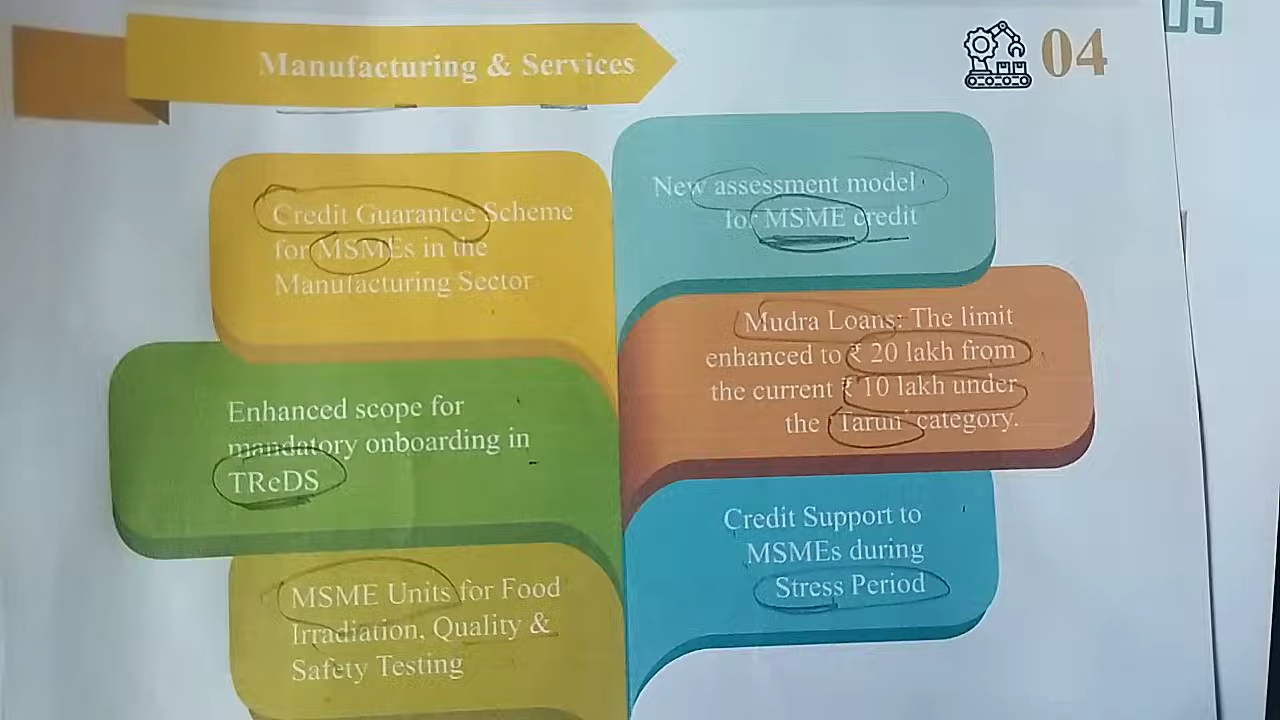 Manufacturing & Services
04
05
Credit Guarantee Scheme
for MSMEs in the
Manufacturing Sector
New assessment model
for MSME credit
Mudra Loans: The limit
enhanced to ₹ 20 lakh from
the current ₹ 10 lakh under
the 'Tarun' category.
Enhanced scope for
mandatory onboarding in
TReDS
Credit Support to
MSMEs during
Stress Period
MSME Units for Food
Irradiation, Quality &
Safety Testing